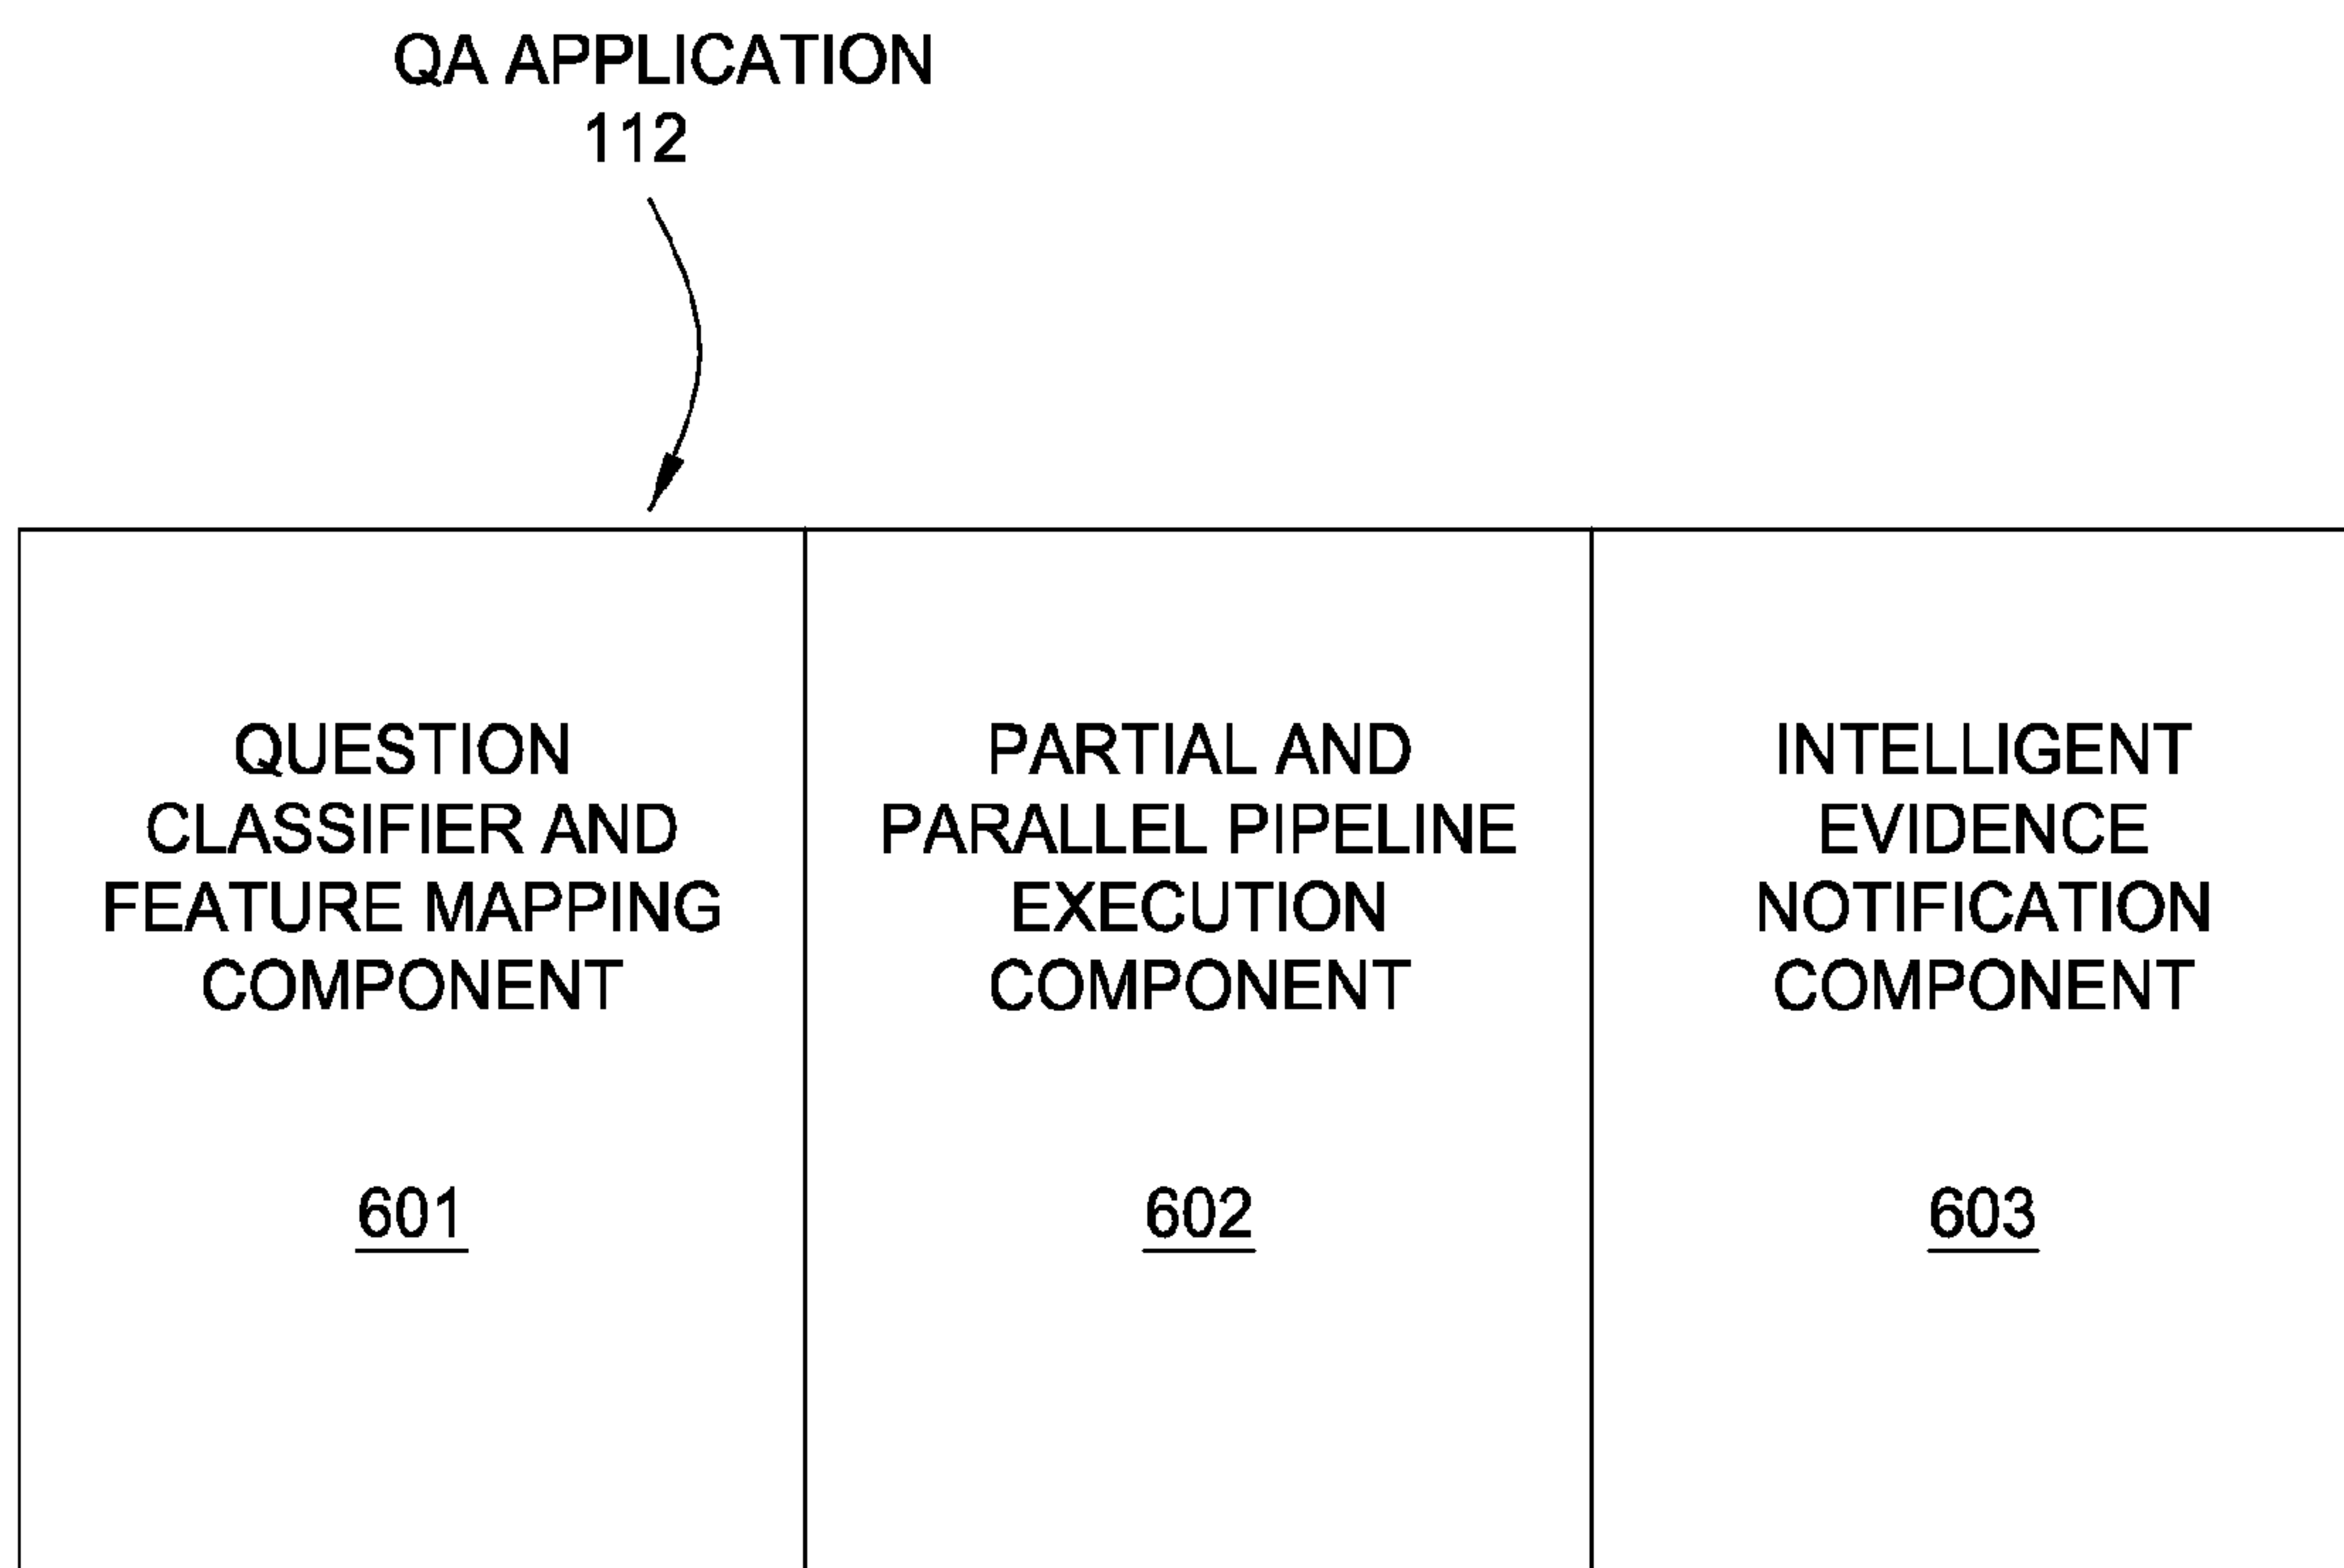 QA APPLICATION
112
QUESTION
CLASSIFIER AND
FEATURE MAPPING
COMPONENT
601
PARTIAL AND
PARALLEL PIPELINE
EXECUTION
COMPONENT
602
INTELLIGENT
EVIDENCE
NOTIFICATION
COMPONENT
603